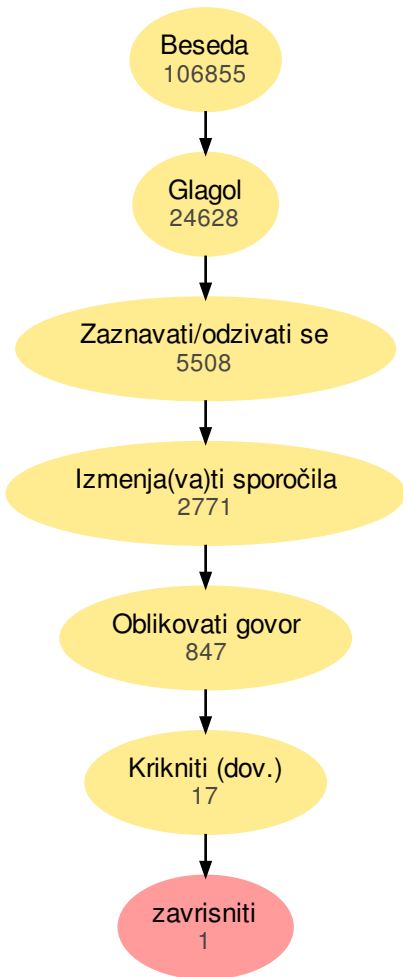 Beseda
106855
Glagol
24628
Zaznavati/odzivati se
5508
Izmenja(va)ti sporočila
2771
Oblikovati govor
847
Krikniti (dov.)
17
zavrisniti
1